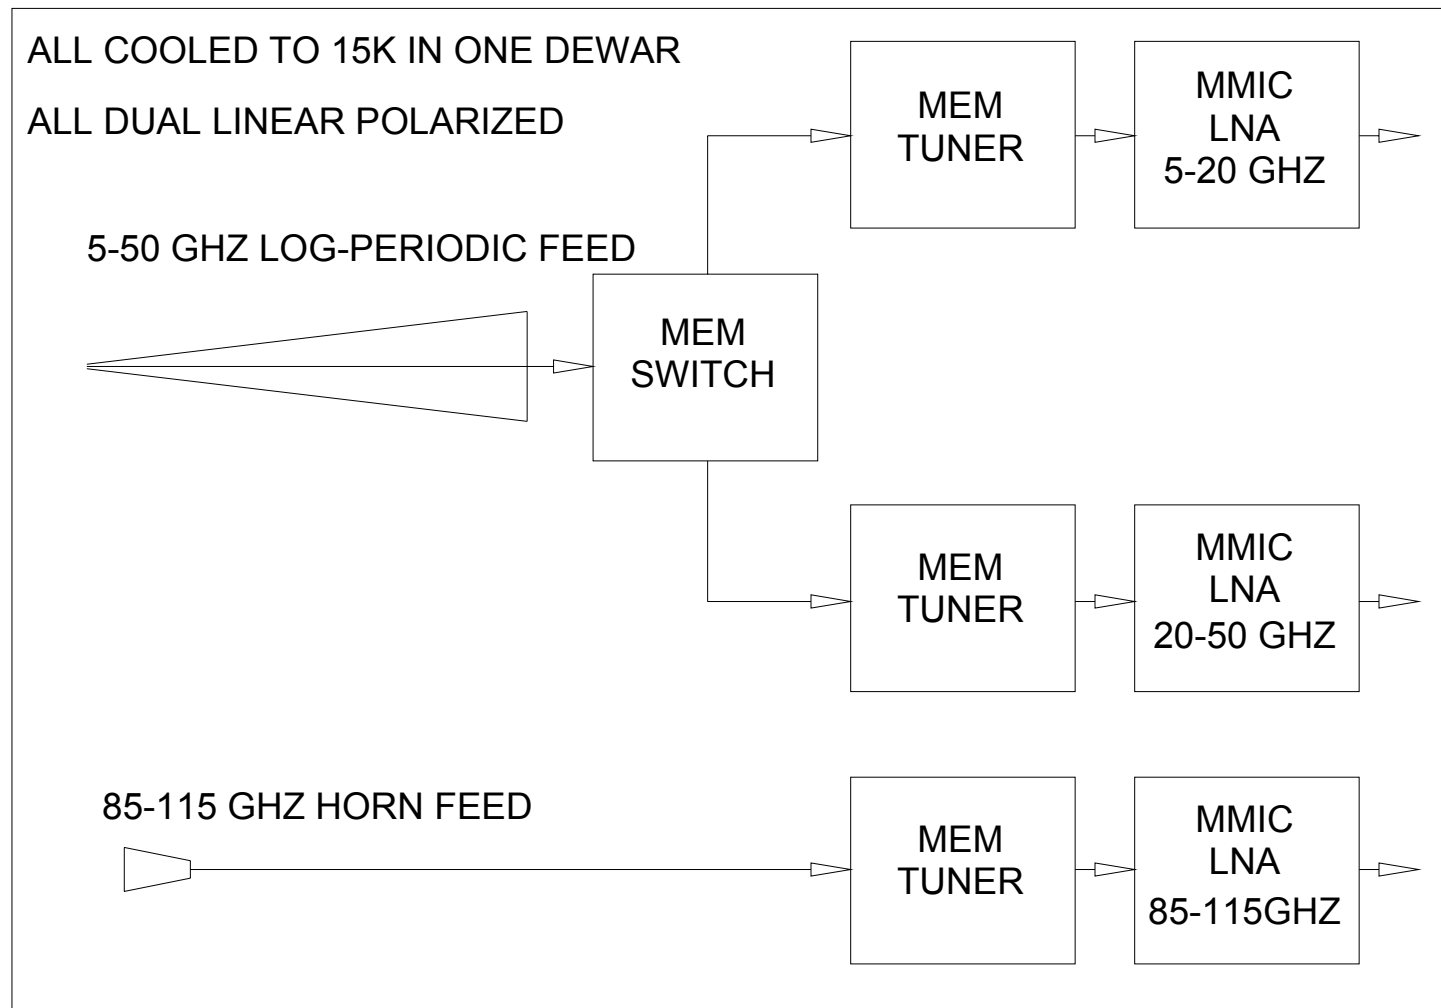 ALL COOLED TO 15K IN ONE DEWAR
ALL DUAL LINEAR POLARIZED
MEM
TUNER
MMIC
LNA
5-20 GHZ
5-50 GHZ LOG-PERIODIC FEED
MEM
SWITCH
MEM
TUNER
MMIC
LNA
20-50 GHZ
85-115 GHZ HORN FEED
MEM
TUNER
MMIC
LNA
85-115GHZ